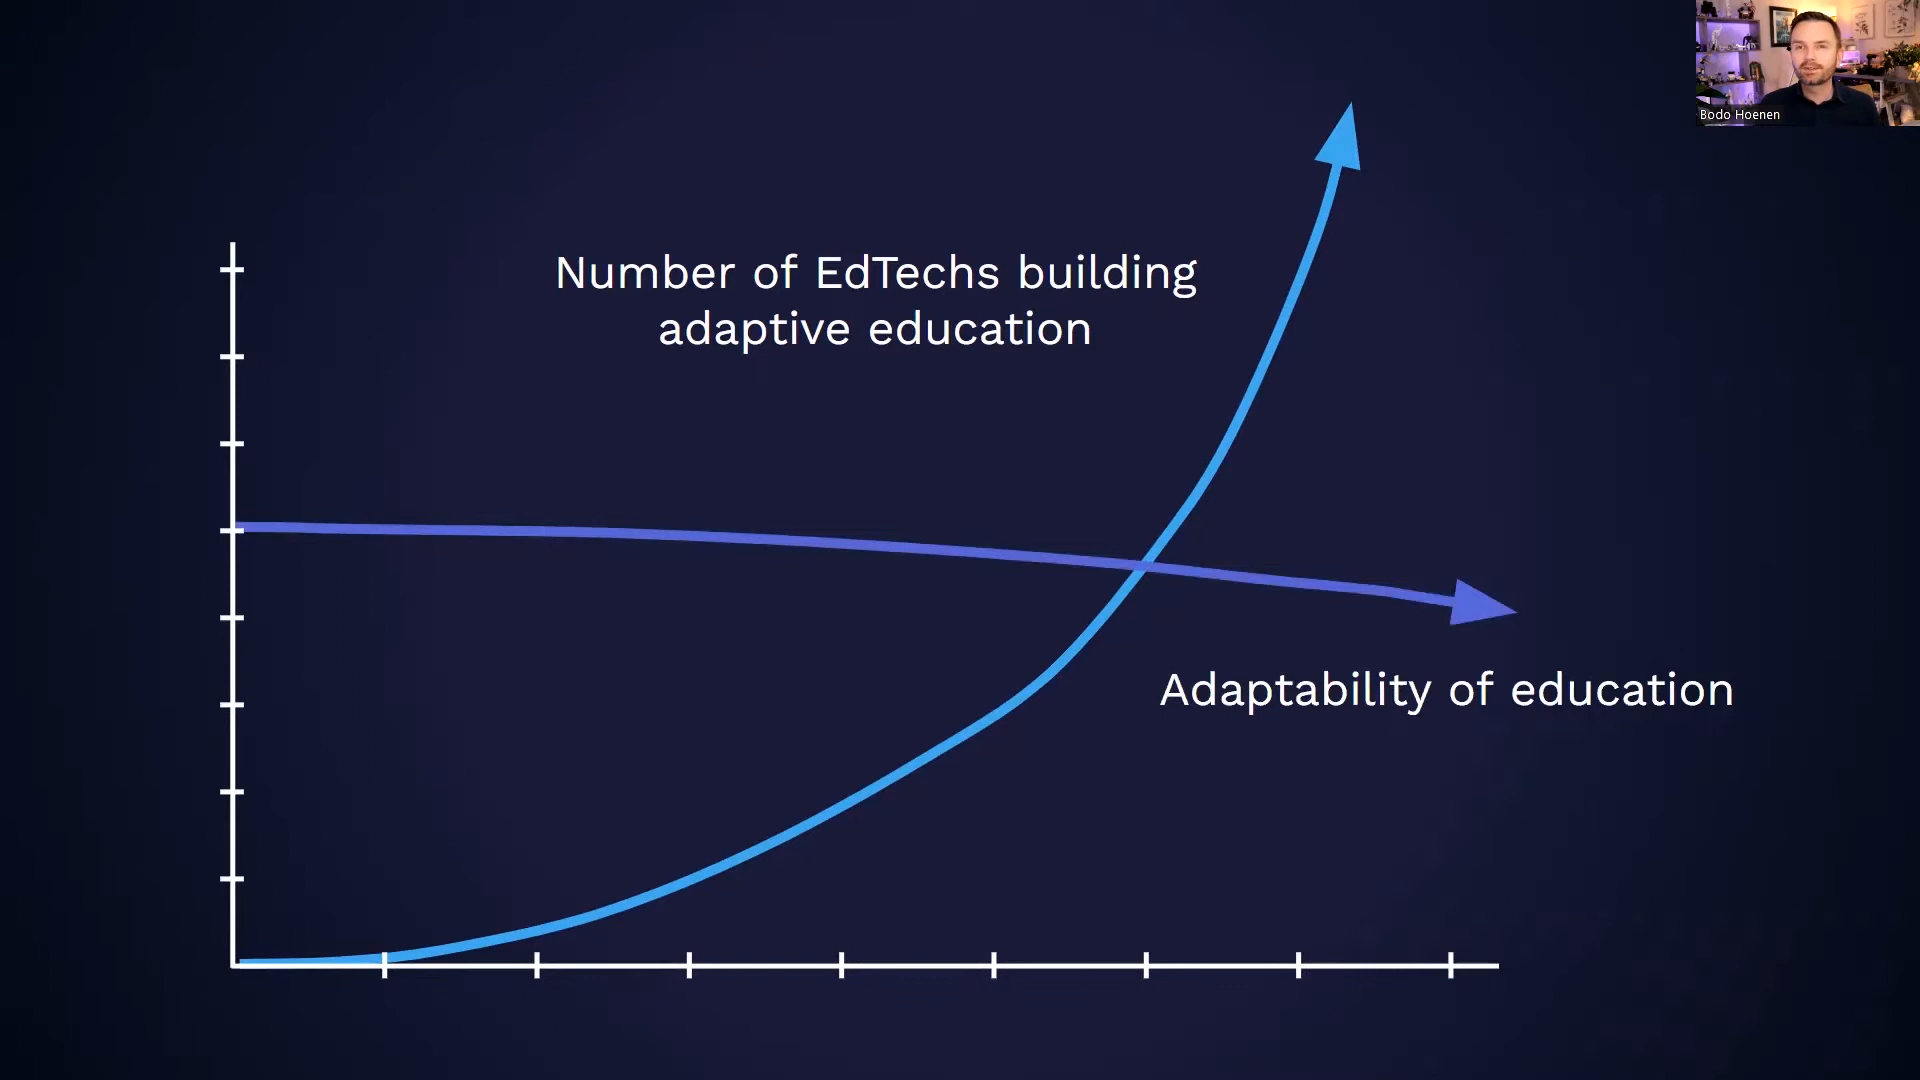 Bodo Hoenen
Number of EdTechs building
adaptive education
Adaptability of education